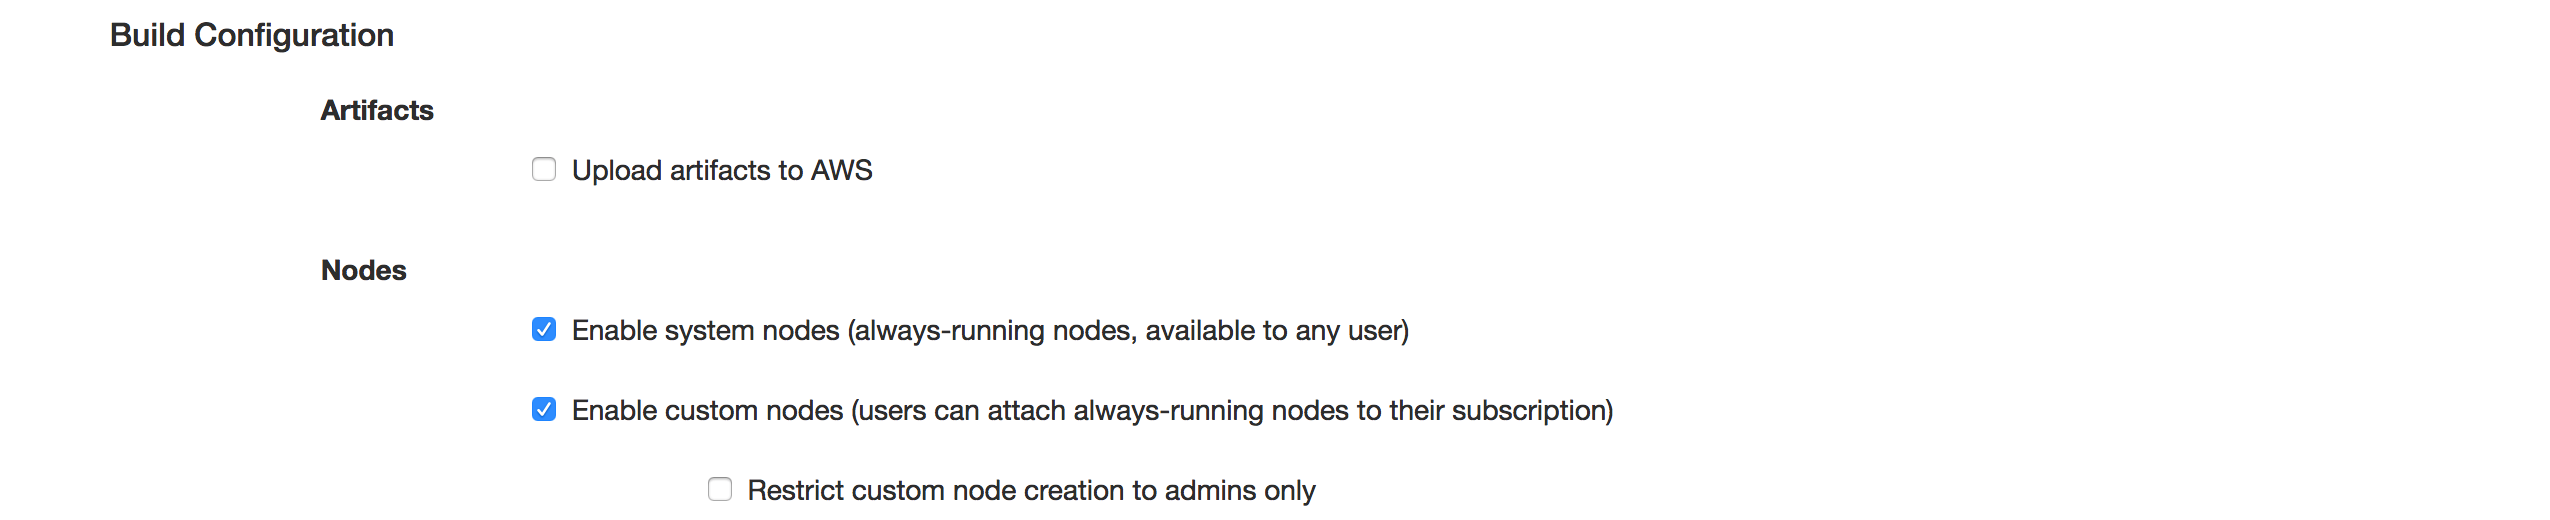 Build Configuration
Artifacts
Upload artifacts to AWS
Nodes
Enable system nodes (always-running nodes, available to any user)
Enable custom nodes (users can attach always-running nodes to their subscription)
Restrict custom node creation to admins only